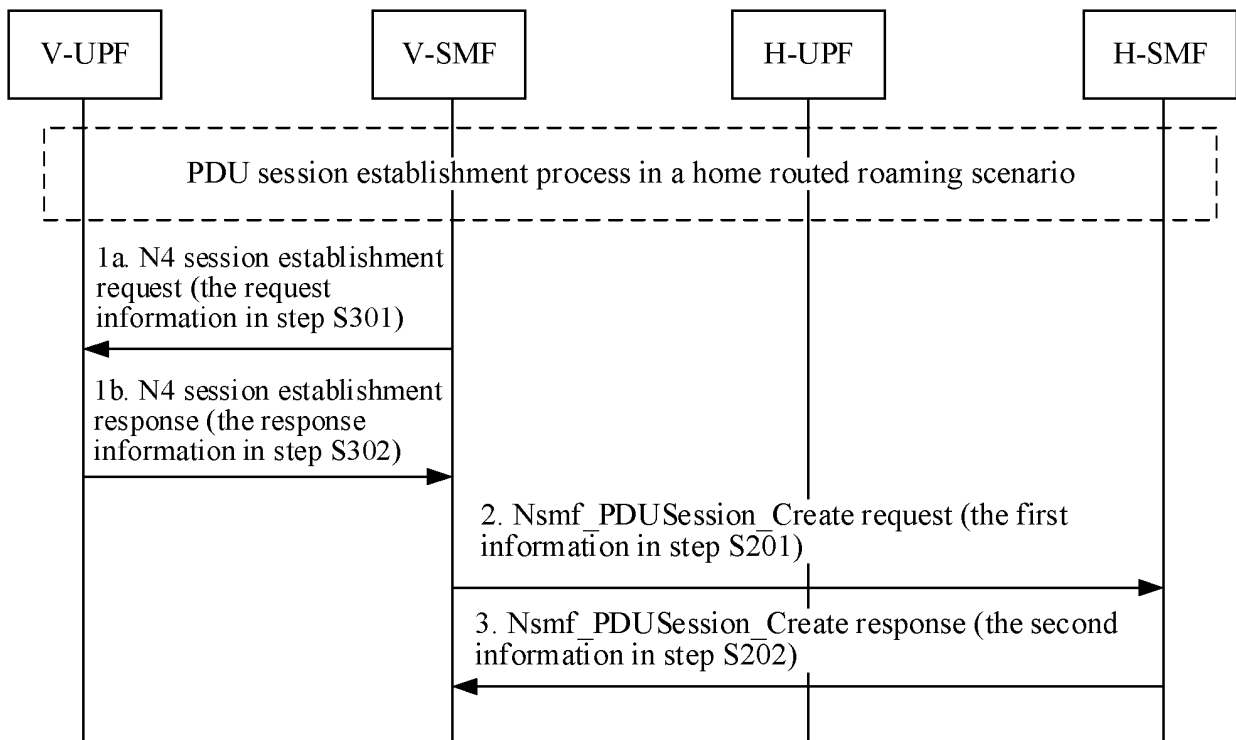 V-UPF
V-SMF
H-UPF
H-SMF
PDU session establishment process in a home routed roaming scenario
1a. N4 session establishment
request (the request
information in step S301)
1b. N4 session establishment
response (the response
information in step S302)
2. Nsmf_PDUSession_Create request (the first
information in step S201)
3. Nsmf_PDUSession_Create response (the second
information in step S202)